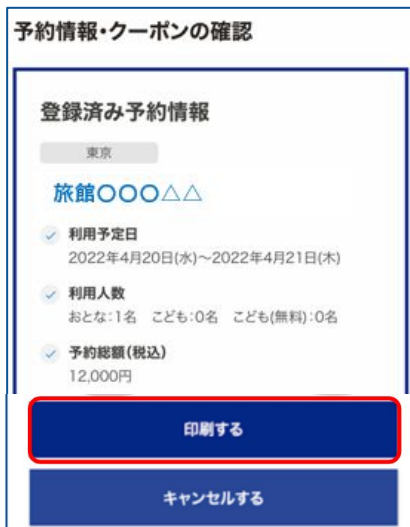 予約情報・クーポンの確認
登録済み予約情報
東京
旅館〇〇〇△△
利用予定日
2022年4月20日(水)～2022年4月21日(木)
利用人数
おとな:1名 こども:0名 こども(無料):0名
予約総額(税込)
12,000円
印刷する
キャンセルする